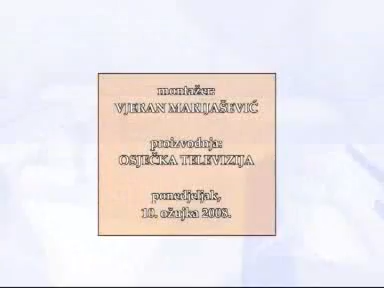 montažer:
VJERAN MARIJAŠEVIĆ
proizvodnja:
OSJEČKA TELEVIZIJA
ponedjeljak,
10. ožujka 2008.